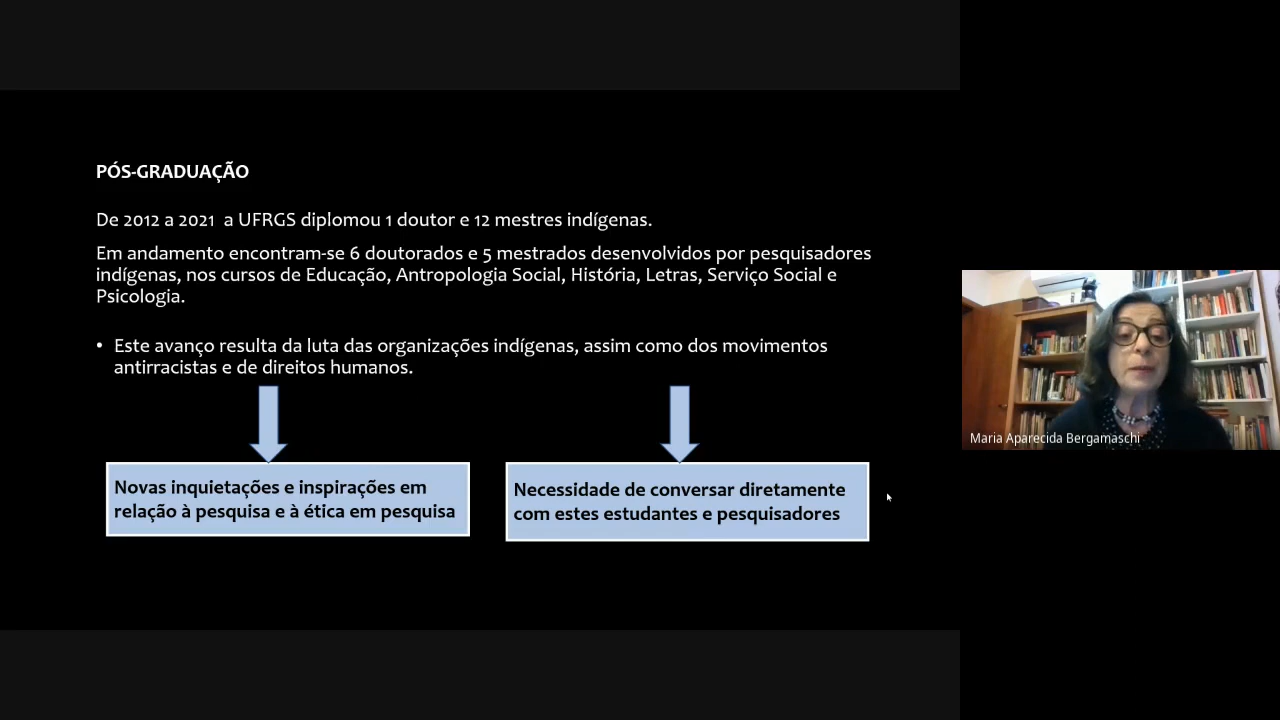 PÓS-GRADUAÇÃO
De 2012 a 2021 a UFRGS diplomou 1 doutor e 12 mestres indígenas.
Em andamento encontram-se 6 doutorados e 5 mestrados desenvolvidos por pesquisadores
indígenas, nos cursos de Educação, Antropologia Social, História, Letras, Serviço Social e
Psicologia.
• Este avanço resulta da luta das organizações indígenas, assim como dos movimentos
antirracistas e de direitos humanos.
Novas inquietações e inspirações em
relação à pesquisa e à ética em pesquisa
Necessidade de conversar diretamente
com estes estudantes e pesquisadores
Maria Aparecida Bergamaschi